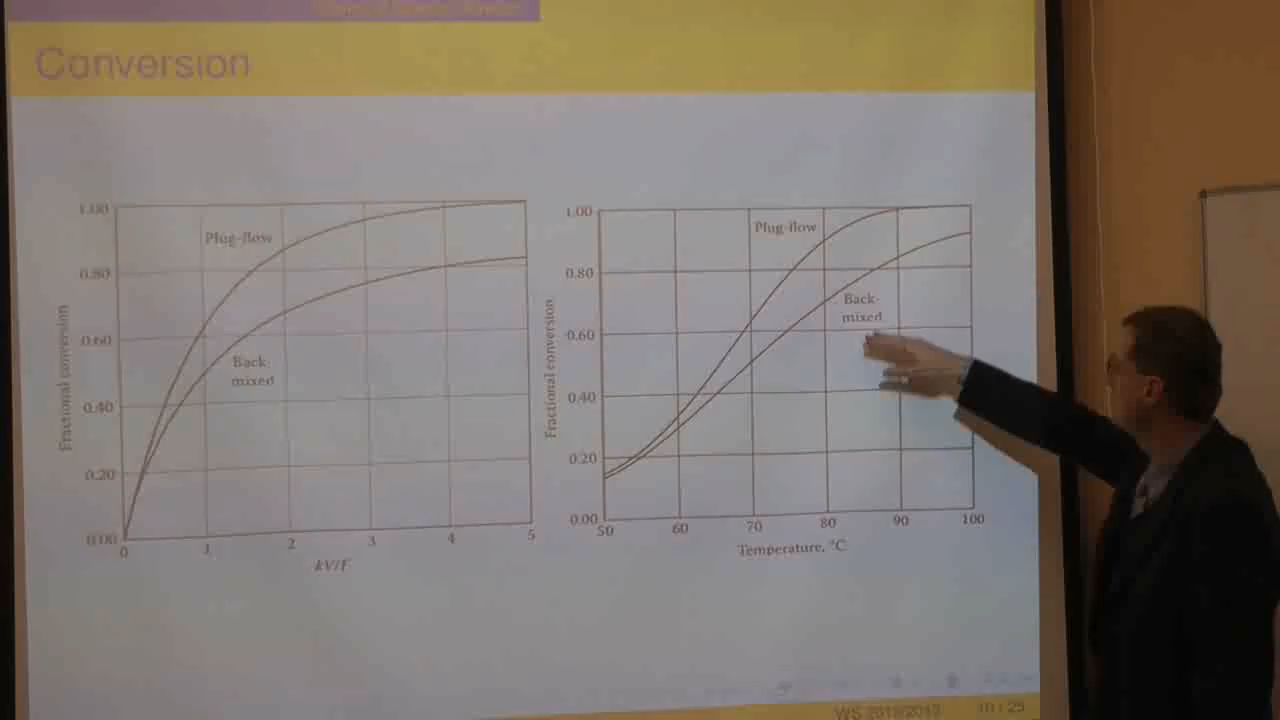 Conversion
1.00
0.80
0.60
0.40
0.20
0.00
Fractional conversion
Plug-flow
Back-
mixed
0 1 2 3 4 5
kV/F
1.00
0.80
0.60
0.40
0.20
0.00
Fractional conversion
Plug-flow
Back-
mixed
50 60 70 80 90 100
Temperature, °C
10 / 25